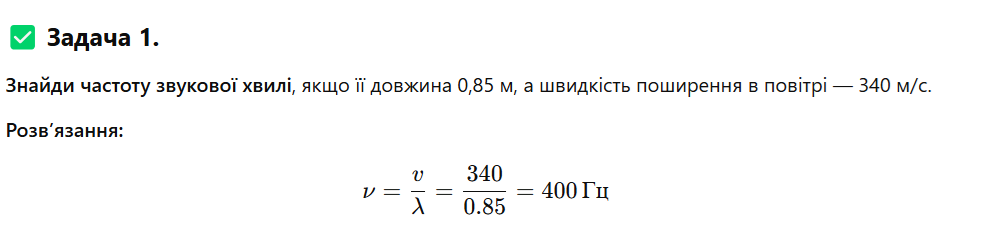 ✅ Задача 1.
Знайди частоту звукової хвилі, якщо її довжина 0,85 м, а швидкість поширення в повітрі — 340 м/с.
Розв’язання:
ν = v/λ = 340/0.85 = 400 Гц